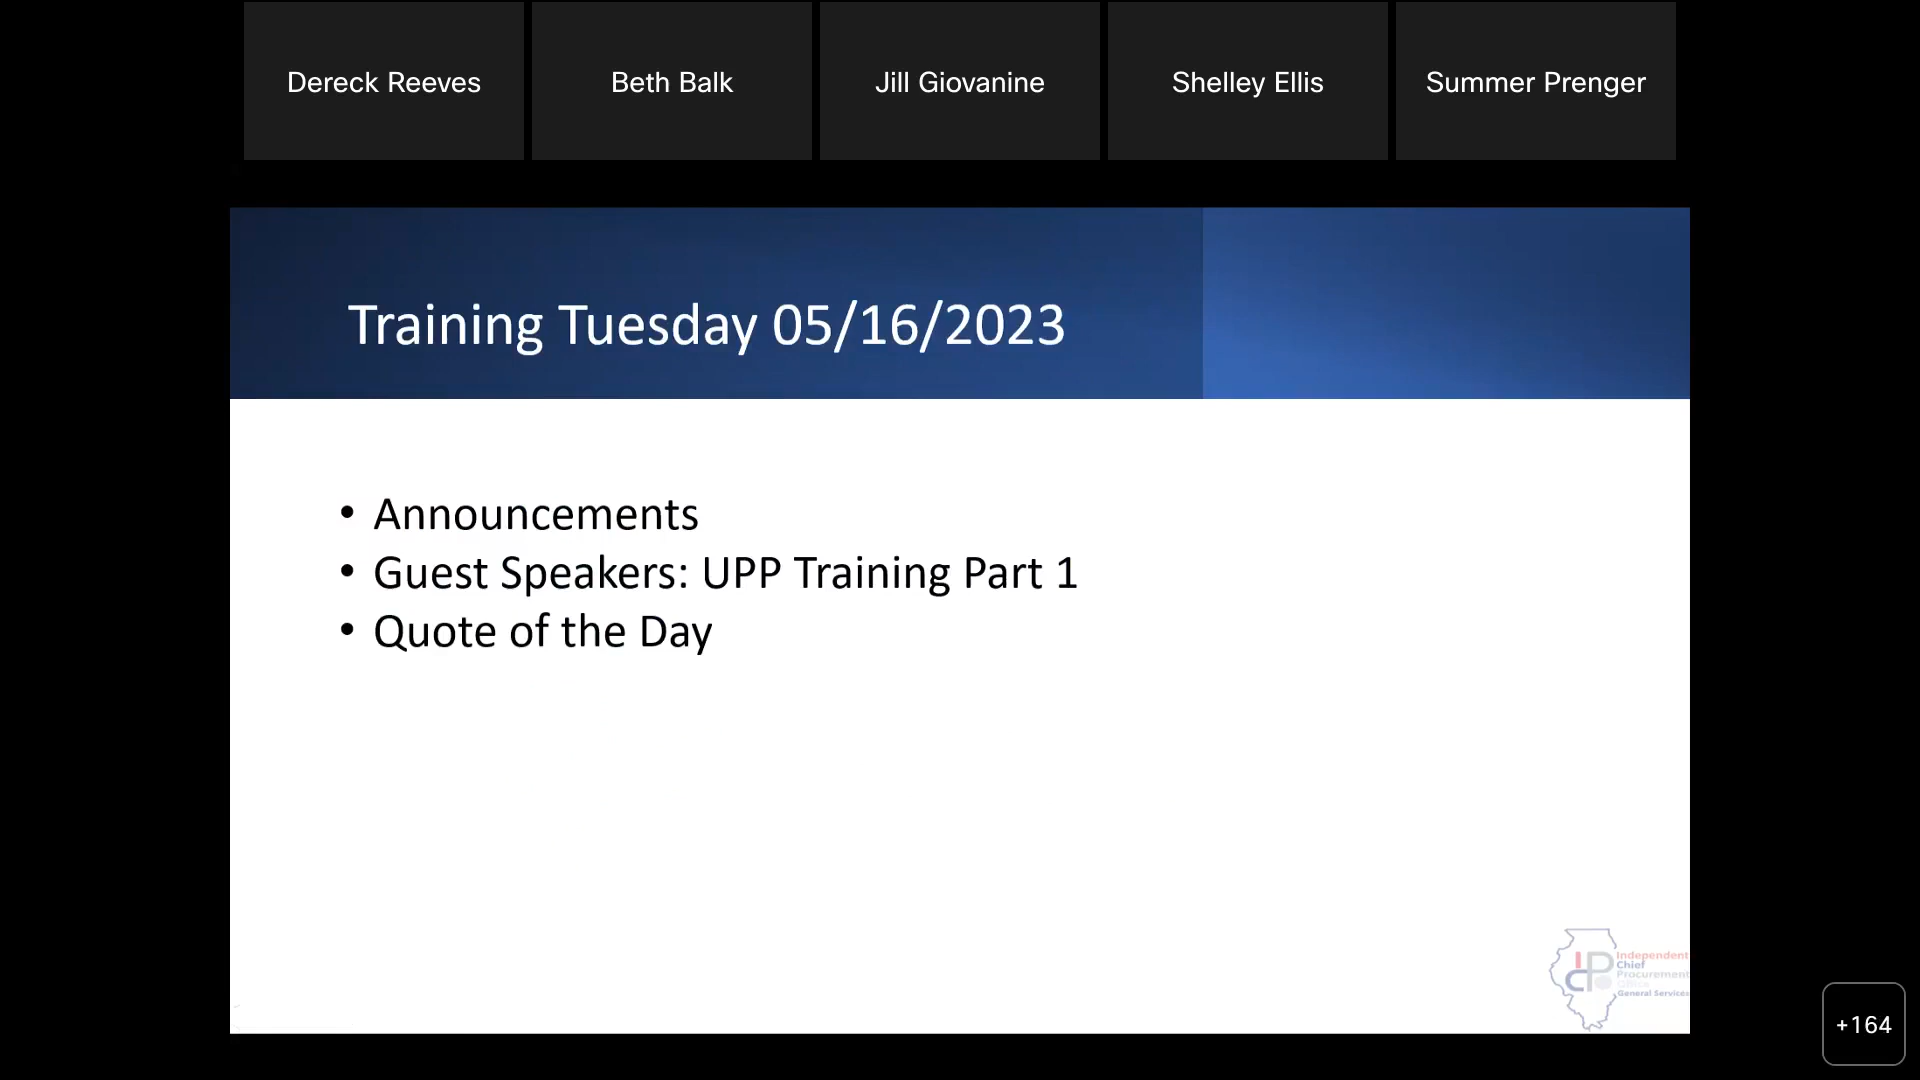 Dereck Reeves
Beth Balk
Jill Giovanine
Shelley Ellis
Summer Prenger
Training Tuesday 05/16/2023
• Announcements
• Guest Speakers: UPP Training Part 1
• Quote of the Day
Independent
Chief
Procurement
Office
General Services
+164